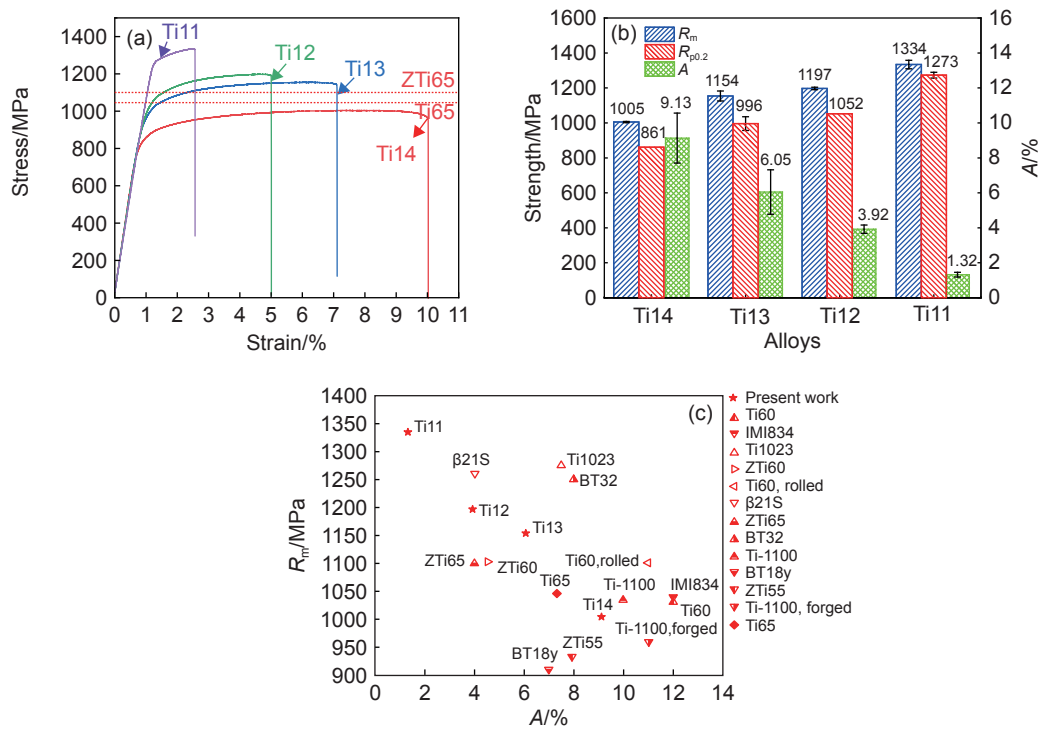 (a)
Ti11
Ti12
Ti13
ZTi65
Ti65
Ti14
Stress/MPa
1400
1200
1000
800
600
400
200
0
0 1 2 3 4 5 6 7 8 9 10 11
Strain/%
(b)
Rm
Rp0.2
A
Strength/MPa
1600
1400
1200
1000
800
600
400
200
0
1005
861
9.13
1154
996
6.05
1197
1052
3.92
1334
1273
1.32
16
14
12
10
8
6
4
2
0
A/%
Ti14 Ti13 Ti12 Ti11
Alloys
(c)
Rm/MPa
1400
1350
1300
1250
1200
1150
1100
1050
1000
950
900
Ti11
β21S
Ti1023
BT32
Ti12
Ti13
ZTi65
ZTi60
Ti60,rolled
Ti65
Ti-1100
IMI834
Ti14
Ti60
Ti-1100,forged
ZTi55
BT18y
0 2 4 6 8 10 12 14
A/%
Present work
Ti60
IMI834
Ti1023
ZTi60
Ti60, rolled
β21S
ZTi65
BT32
Ti-1100
BT18y
ZTi55
Ti-1100, forged
Ti65